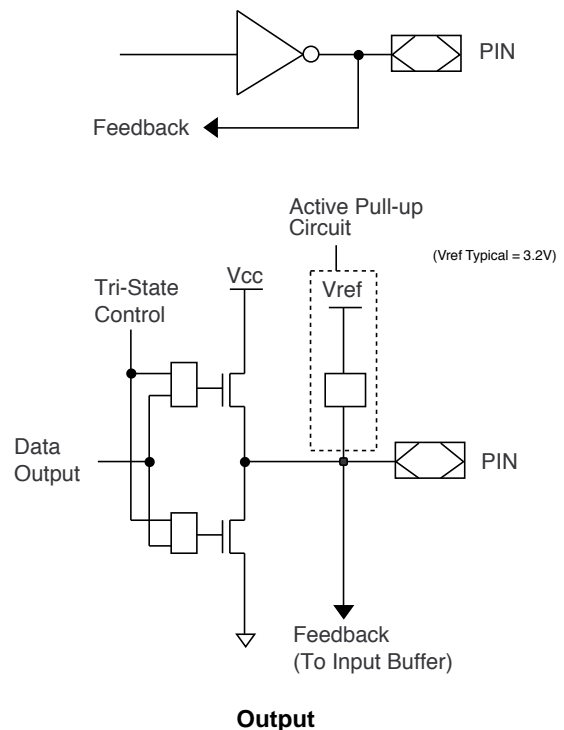 PIN
Feedback
Active Pull-up
Circuit
(Vref Typical = 3.2V)
Vcc
Vref
Tri-State
Control
Data
Output
PIN
Feedback
(To Input Buffer)
Output